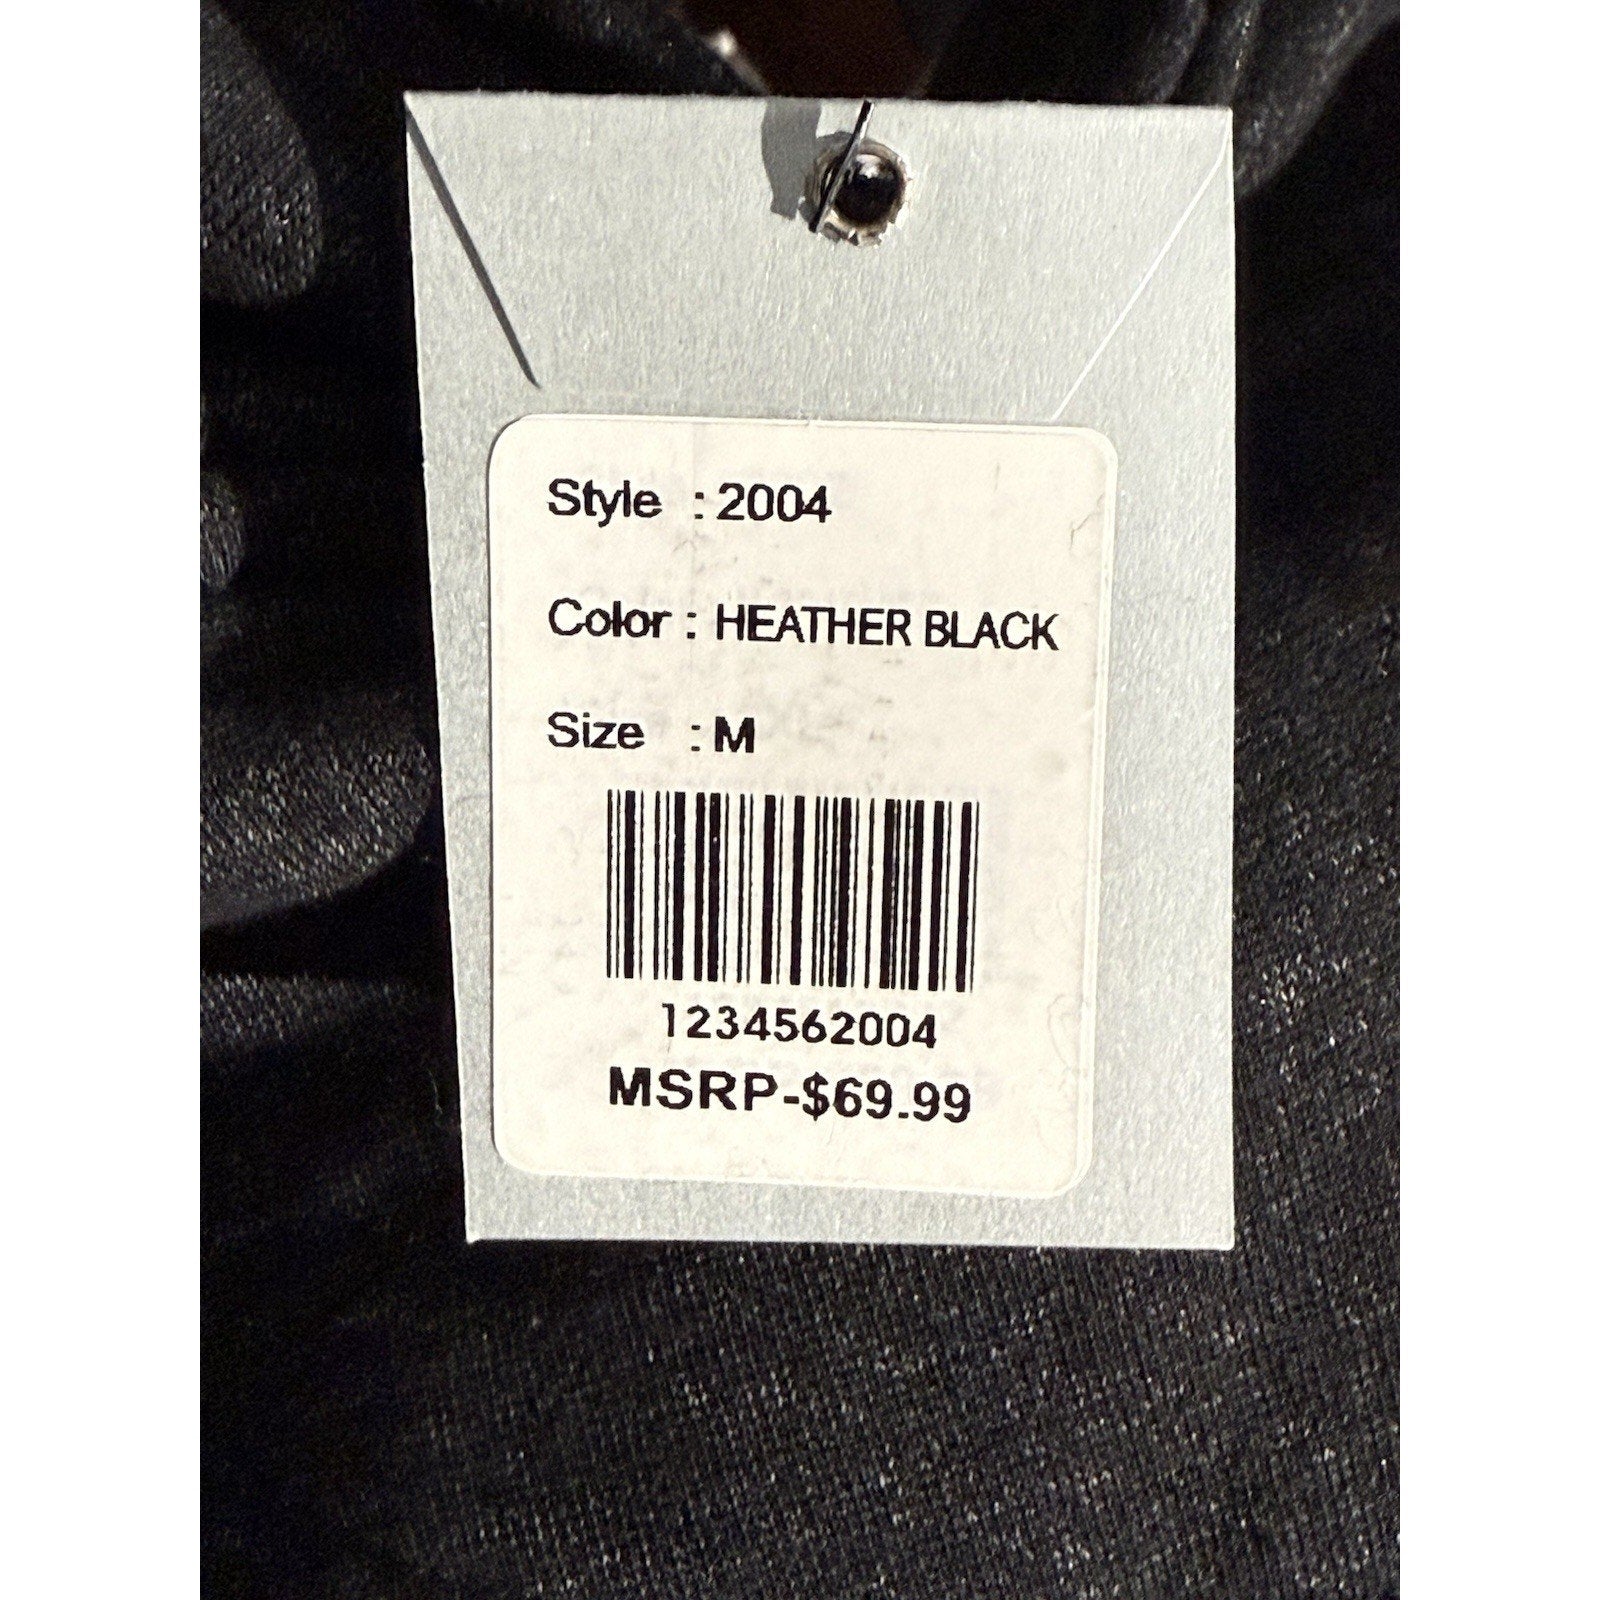 Style : 2004
Color : HEATHER BLACK
Size : M
1234562004
MSRP-$69.99